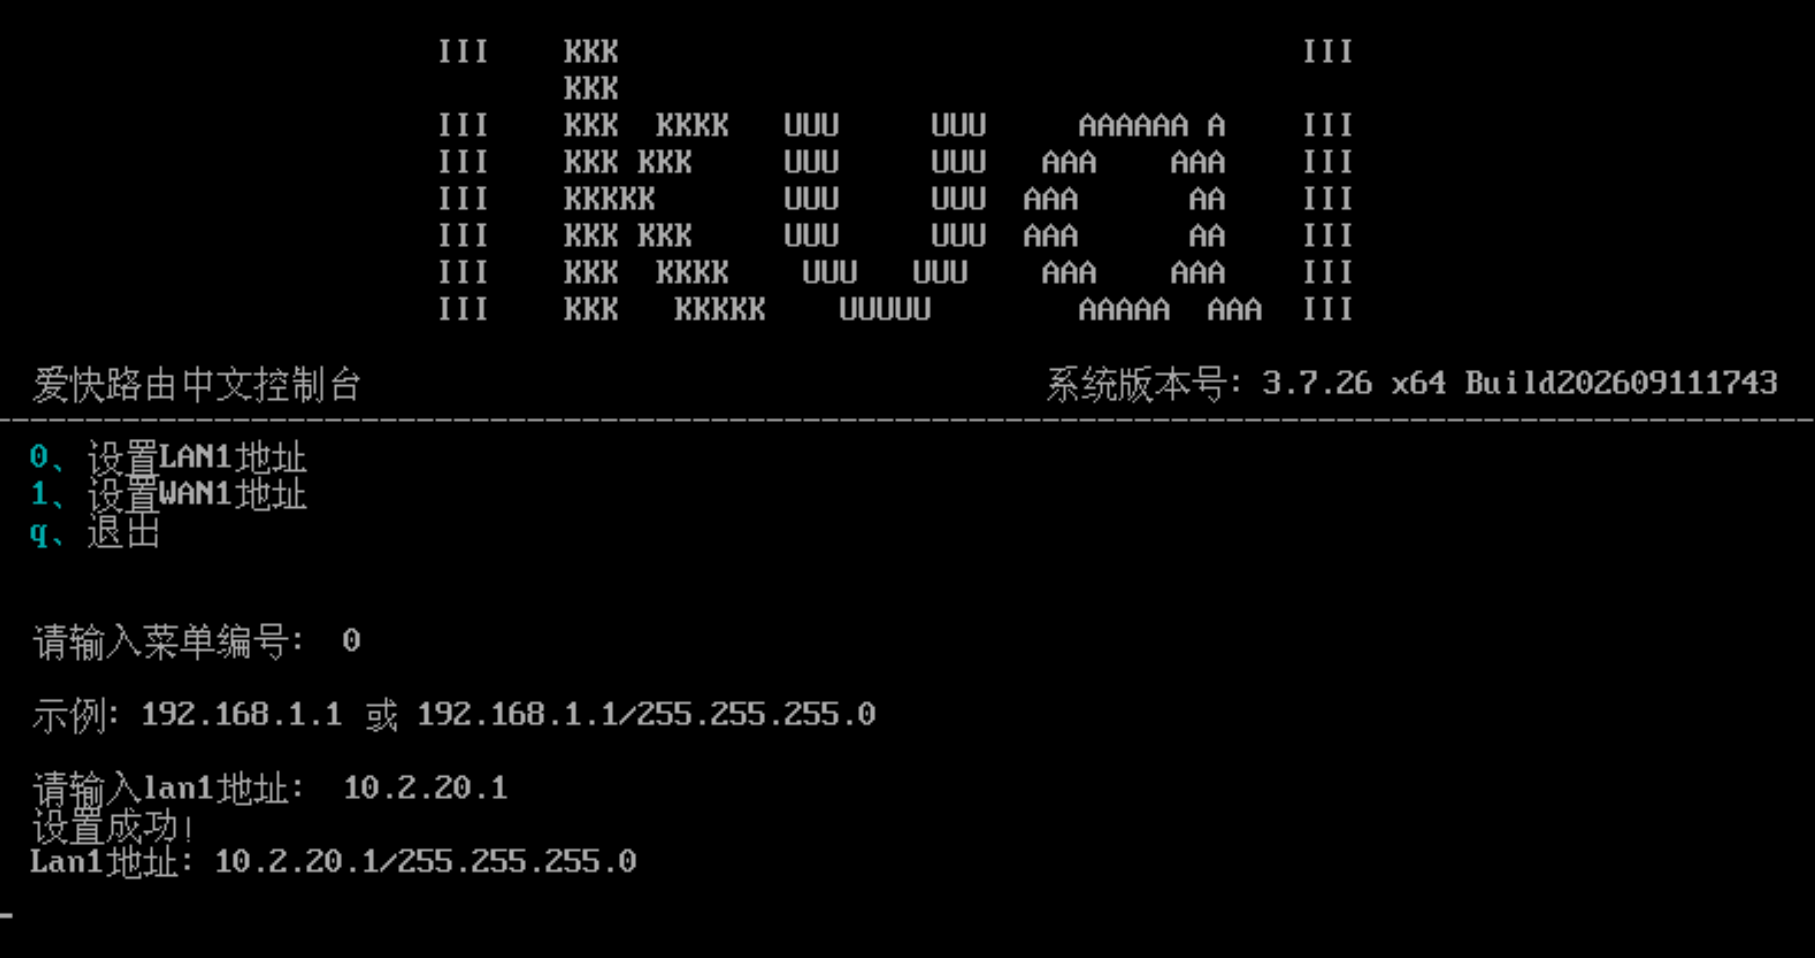 III    KKK                                     III
       KKK
III    KKK  KKKK   UUU     UUU     AAAAAA A    III
III    KKK KKK     UUU     UUU   AAA    AAA    III
III    KKKKK       UUU     UUU  AAA      AA    III
III    KKK KKK     UUU     UUU  AAA      AA    III
III    KKK  KKKK    UUU   UUU    AAA    AAA    III
III    KKK   KKKKK    UUUUU        AAAAA  AAA  III
爱快路由中文控制台 系统版本号: 3.7.26 x64 Build202609111743
0、设置LAN1地址
1、设置WAN1地址
q、退出
请输入菜单编号: 0
示例: 192.168.1.1 或 192.168.1.1/255.255.255.0
请输入lan1地址: 10.2.20.1
设置成功!
Lan1地址: 10.2.20.1/255.255.255.0